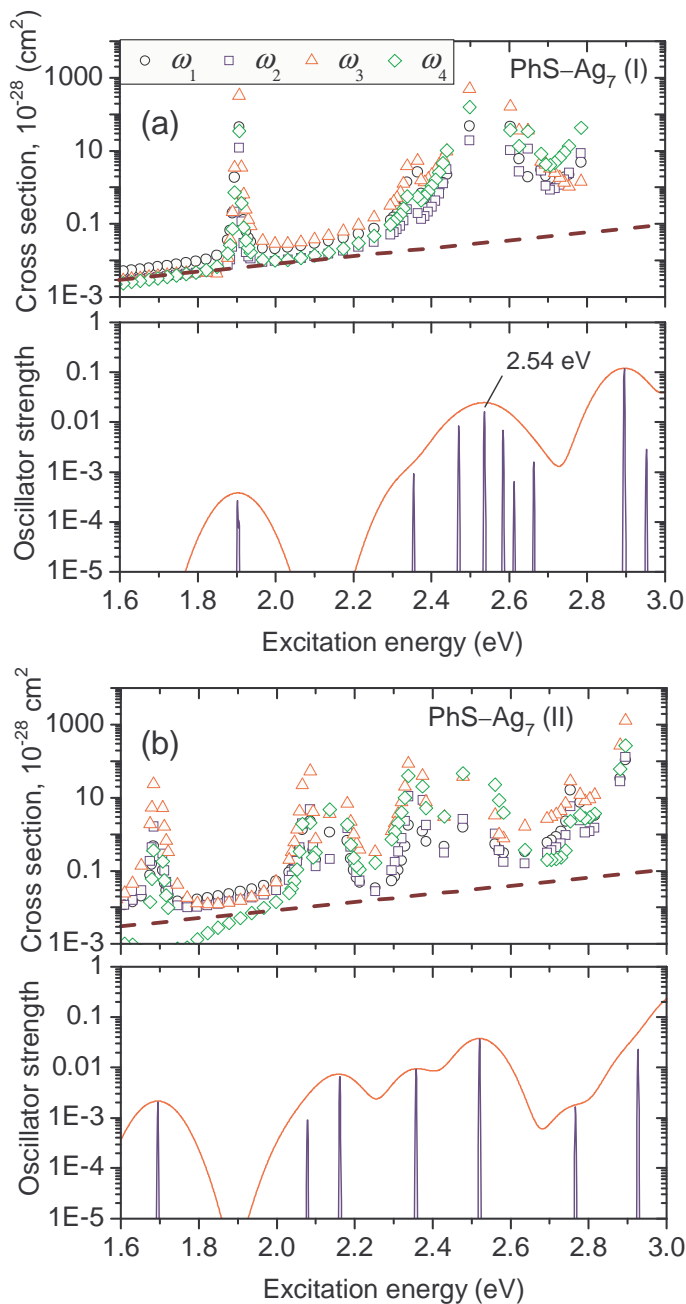 ω1 ω2 ω3 ω4
PhS–Ag7 (I)
(a)
Cross section, 10-28 (cm2)
1000
10
0.1
1E-3
Oscillator strength
1
0.1
0.01
1E-3
1E-4
1E-5
2.54 eV
1.6 1.8 2.0 2.2 2.4 2.6 2.8 3.0
Excitation energy (eV)
PhS–Ag7 (II)
(b)
Cross section, 10-28 cm2
1000
10
0.1
1E-3
Oscillator strength
1
0.1
0.01
1E-3
1E-4
1E-5
1.6 1.8 2.0 2.2 2.4 2.6 2.8 3.0
Excitation energy (eV)